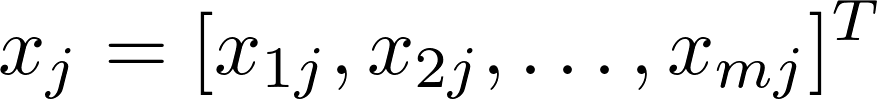 x_j = [x_{1j}, x_{2j}, . . . , x_{mj}]^T